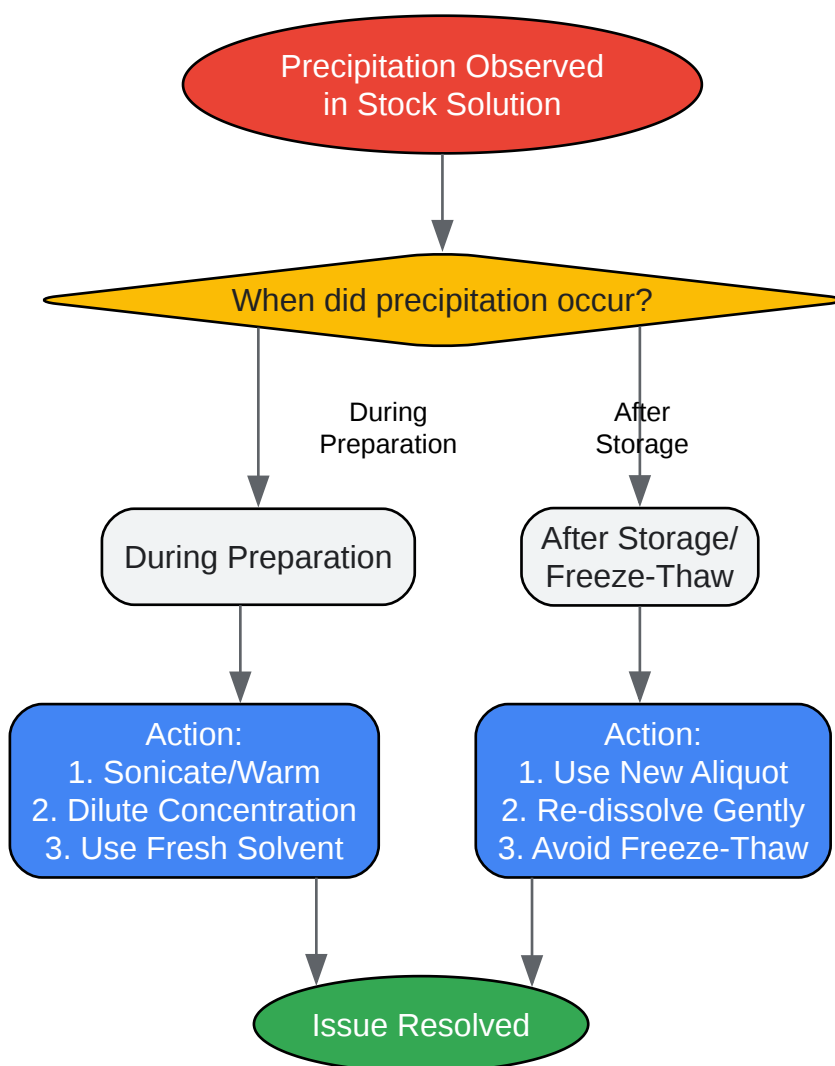 Precipitation Observed
in Stock Solution
When did precipitation occur?
During
Preparation
After
Storage
During Preparation
After Storage/
Freeze-Thaw
Action:
1. Sonicate/Warm
2. Dilute Concentration
3. Use Fresh Solvent
Action:
1. Use New Aliquot
2. Re-dissolve Gently
3. Avoid Freeze-Thaw
Issue Resolved